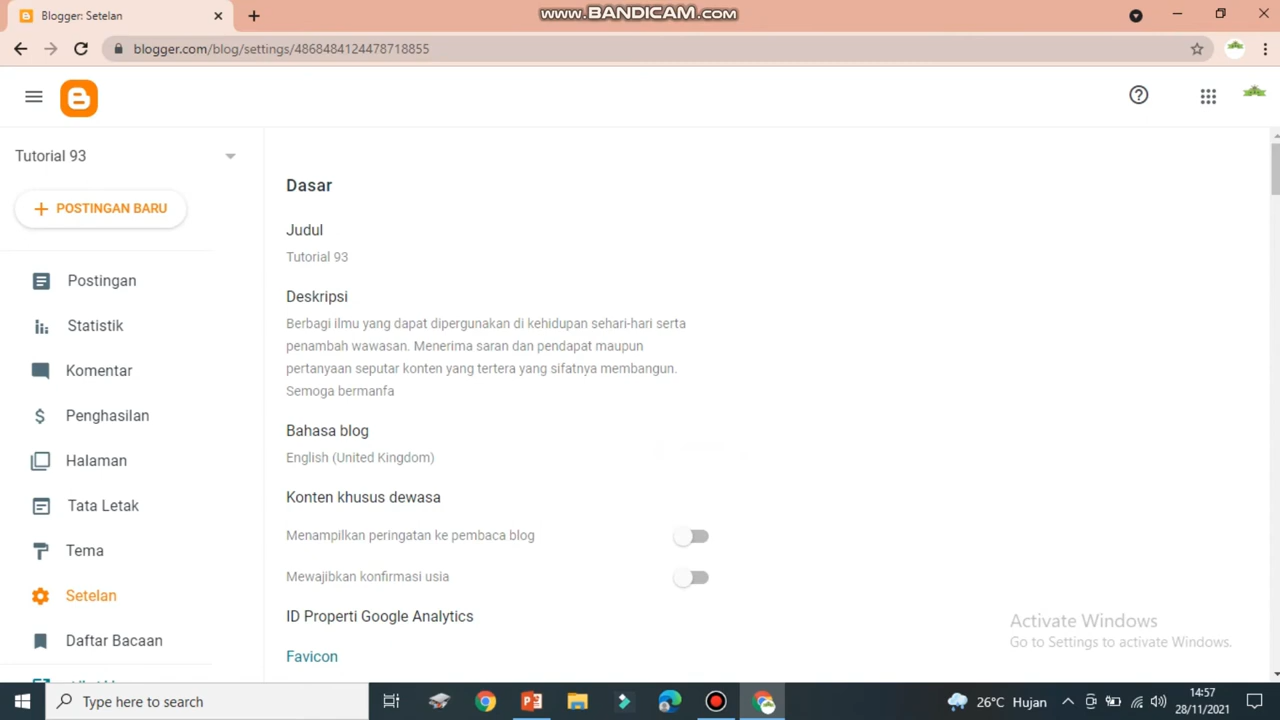 Blogger: Setelan
www.BANDICAM.com
blogger.com/blog/settings/4868484124478718855
Tutorial 93
POSTINGAN BARU
Postingan
Statistik
Komentar
Penghasilan
Halaman
Tata Letak
Tema
Setelan
Daftar Bacaan
Dasar
Judul
Tutorial 93
Deskripsi
Berbagi ilmu yang dapat dipergunakan di kehidupan sehari-hari serta
penambah wawasan. Menerima saran dan pendapat maupun
pertanyaan seputar konten yang tertera yang sifatnya membangun.
Semoga bermanfa
Bahasa blog
English (United Kingdom)
Konten khusus dewasa
Menampilkan peringatan ke pembaca blog
Mewajibkan konfirmasi usia
ID Properti Google Analytics
Favicon
Activate Windows
Go to Settings to activate Windows.
Type here to search
26°C Hujan
14:57
28/11/2021